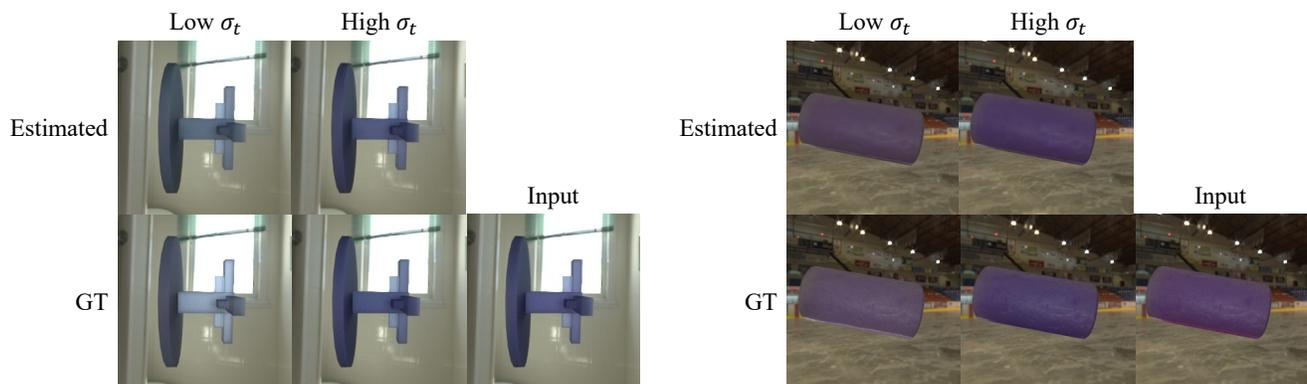 Low σₜ High σₜ Low σₜ High σₜ
Estimated Estimated
Input Input
GT GT